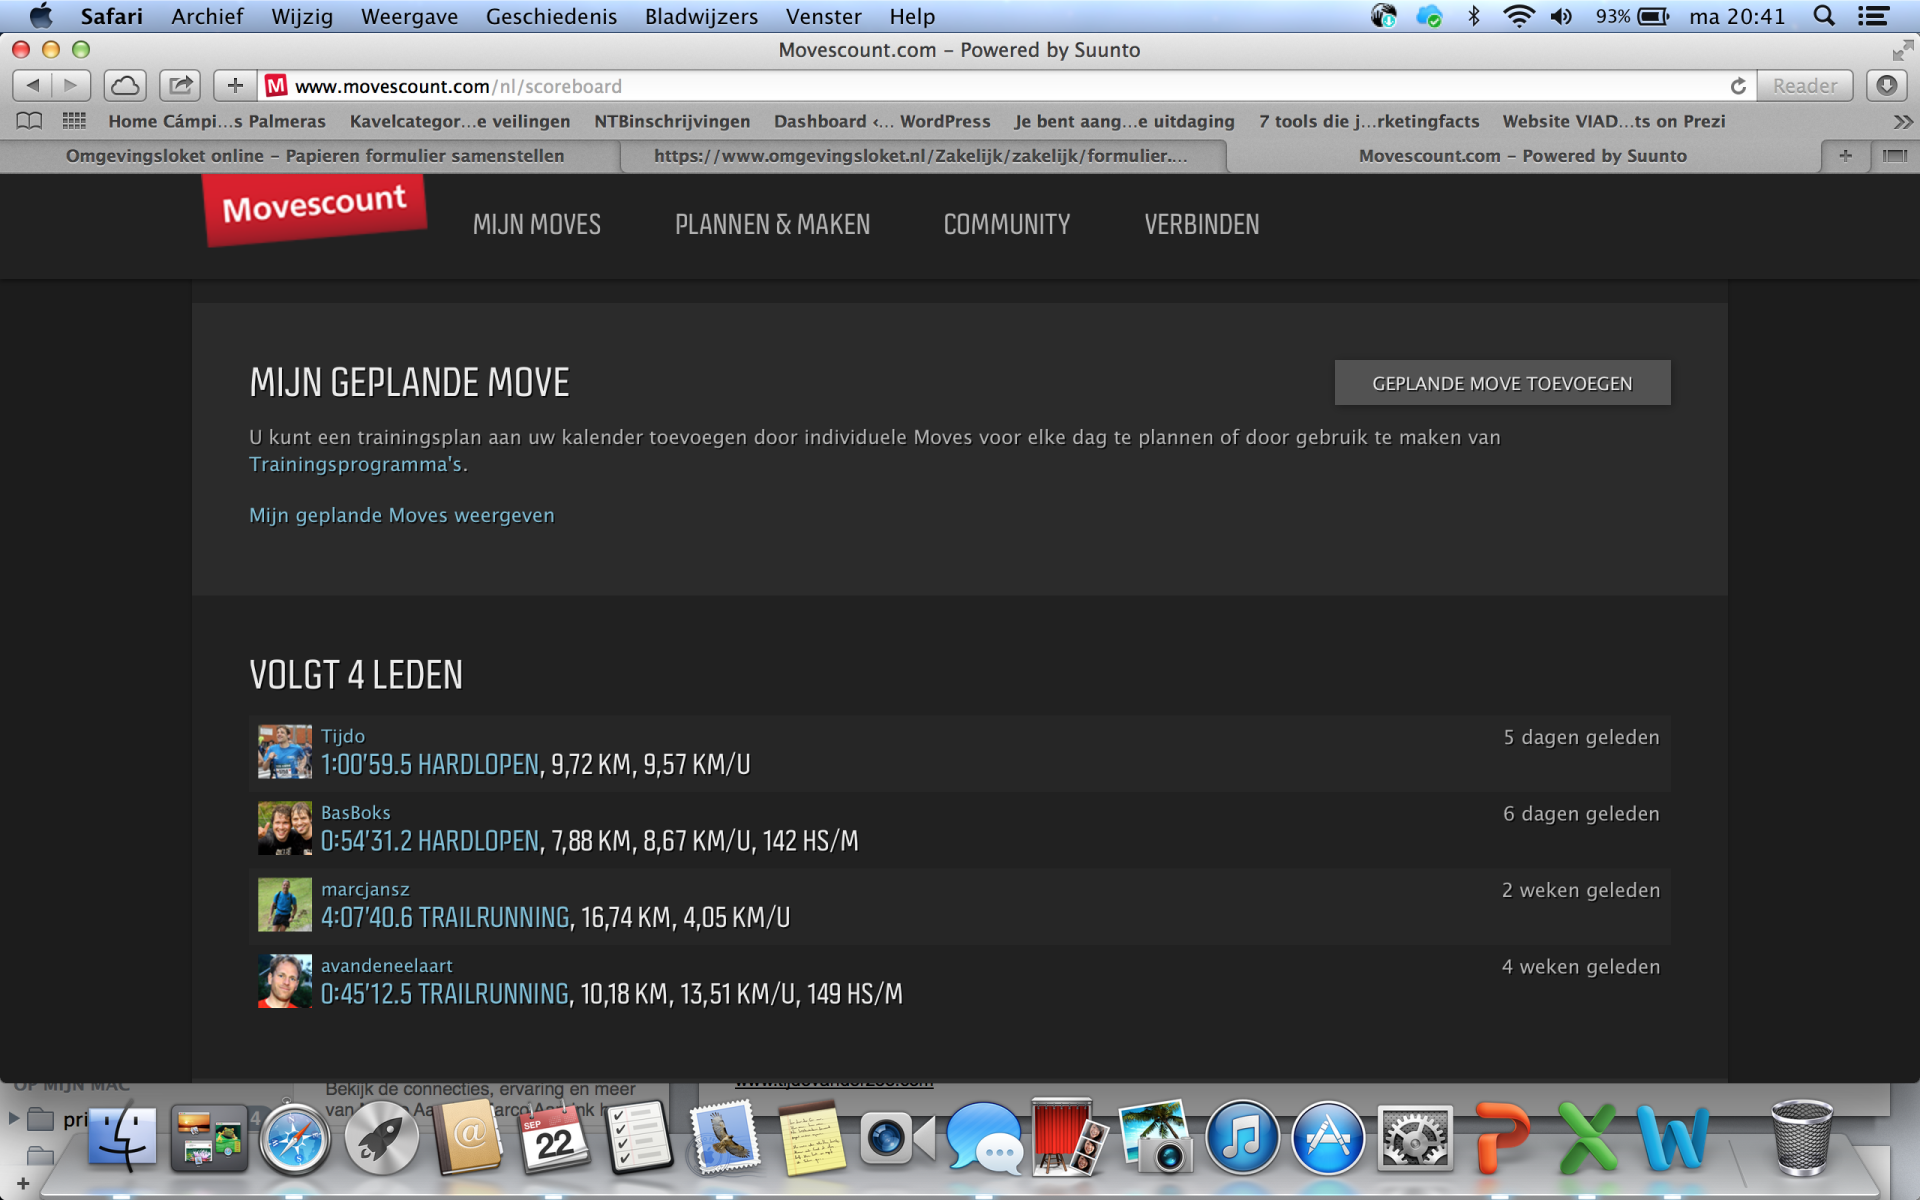 Safari Archief Wijzig Weergave Geschiedenis Bladwijzers Venster Help 93% ma 20:41
Movescount.com – Powered by Suunto
www.movescount.com/nl/scoreboard Reader
Home Cámpi...s Palmeras Kavelcategor...e veilingen NTBinschrijvingen Dashboard ‹... WordPress Je bent aang...e uitdaging 7 tools die j...rketingfacts Website VIAD...ts on Prezi
Omgevingsloket online – Papieren formulier samenstellen https://www.omgevingsloket.nl/Zakelijk/zakelijk/formulier.... Movescount.com – Powered by Suunto
Movescount MIJN MOVES PLANNEN & MAKEN COMMUNITY VERBINDEN
MIJN GEPLANDE MOVE GEPLANDE MOVE TOEVOEGEN
U kunt een trainingsplan aan uw kalender toevoegen door individuele Moves voor elke dag te plannen of door gebruik te maken van
Trainingsprogramma's.
Mijn geplande Moves weergeven
VOLGT 4 LEDEN
Tijdo 5 dagen geleden
1:00'59.5 HARDLOPEN, 9,72 KM, 9,57 KM/U
BasBoks 6 dagen geleden
0:54'31.2 HARDLOPEN, 7,88 KM, 8,67 KM/U, 142 HS/M
marcjansz 2 weken geleden
4:07'40.6 TRAILRUNNING, 16,74 KM, 4,05 KM/U
avandeneelaart 4 weken geleden
0:45'12.5 TRAILRUNNING, 10,18 KM, 13,51 KM/U, 149 HS/M
OP MIJN MAC
Bekijk de connecties, ervaring en meer
van
SEP
22